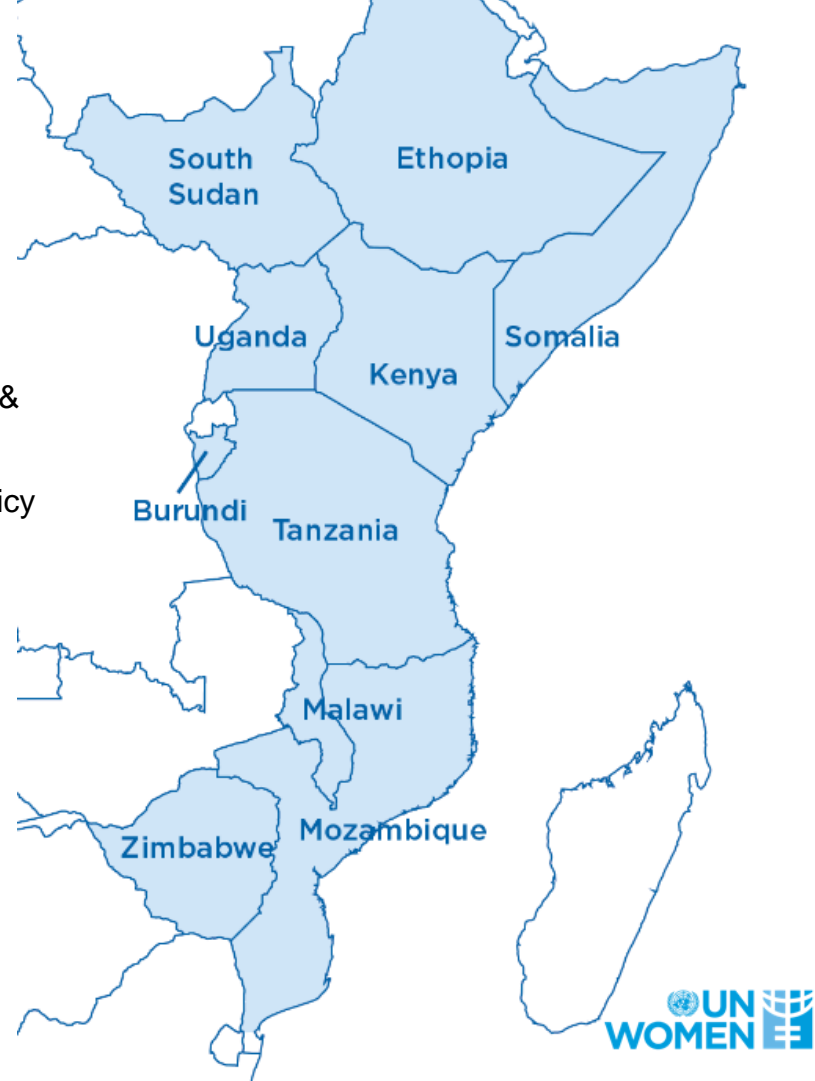 South
Sudan
Ethopia
Uganda
Somalia
Kenya
&
icy
Burundi
Tanzania
Malawi
Mozambique
Zimbabwe
UN
WOMEN